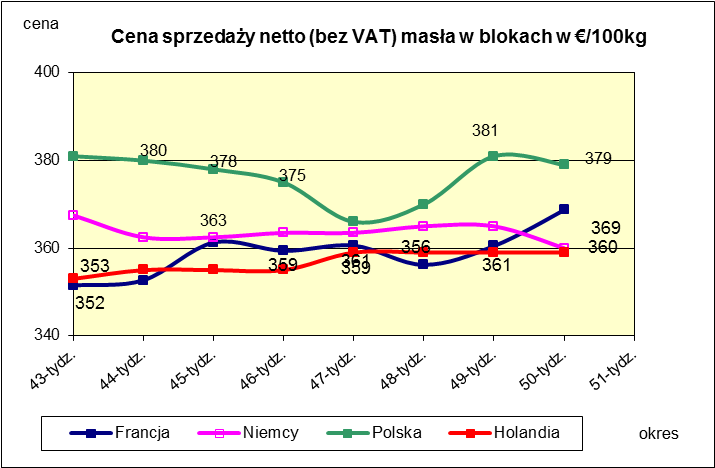 cena
Cena sprzedaży netto (bez VAT) masła w blokach w €/100kg
400
380
360
340
381
380
378
375
379
363
369
360
353
352
359
361
359
356
361
43-tydz.
44-tydz.
45-tydz.
46-tydz.
47-tydz.
48-tydz.
49-tydz.
50-tydz.
51-tydz.
Francja
Niemcy
Polska
Holandia
okres